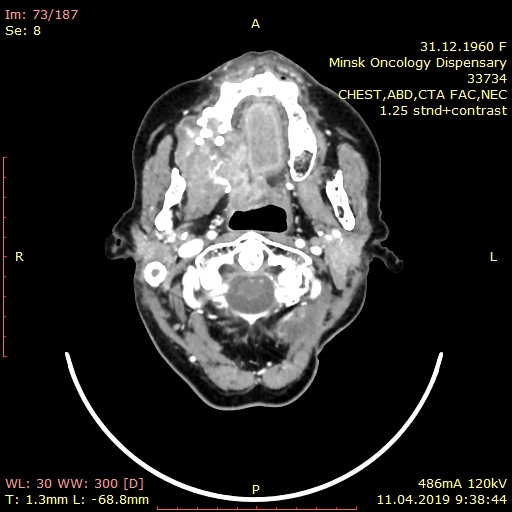 Im: 73/187
Se: 8
A
31.12.1960 F
Minsk Oncology Dispensary
33734
CHEST,ABD,CTA FAC,NEC
1.25 stnd+contrast
R
L
WL: 30 WW: 300 [D]
T: 1.3mm L: -68.8mm
P
486mA 120kV
11.04.2019 9:38:44